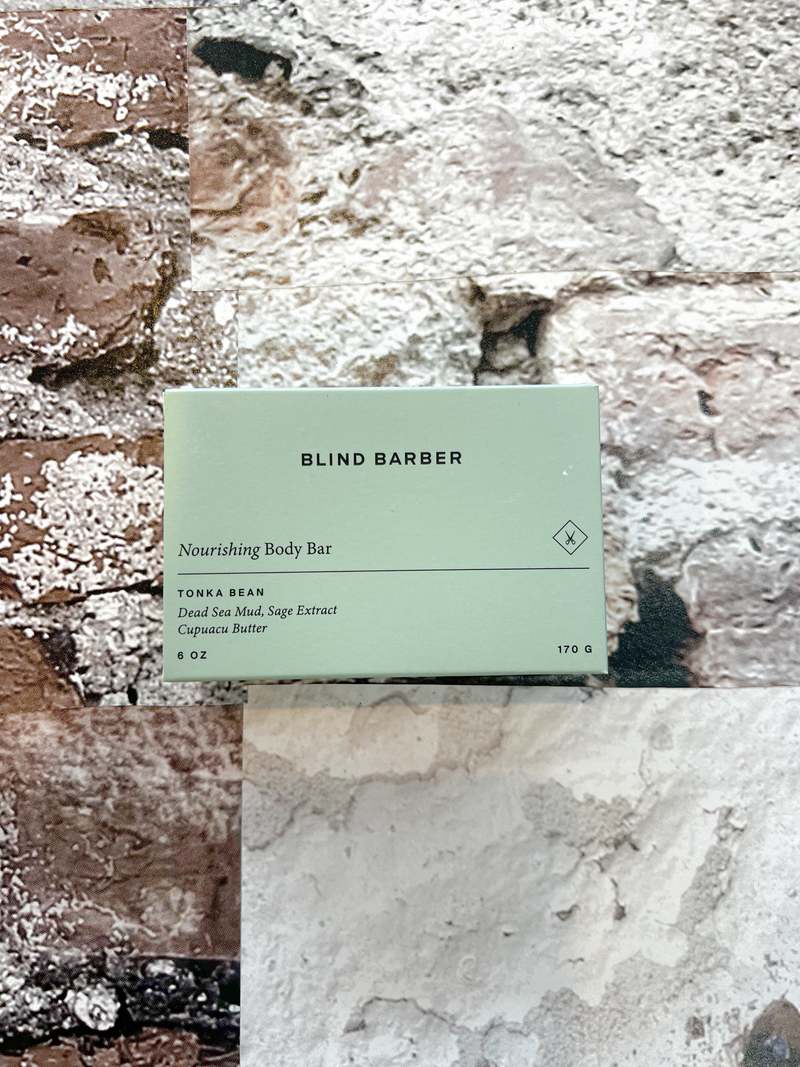 BLIND BARBER
Nourishing Body Bar
TONKA BEAN
Dead Sea Mud, Sage Extract
Cupuacu Butter
6 OZ
170 G